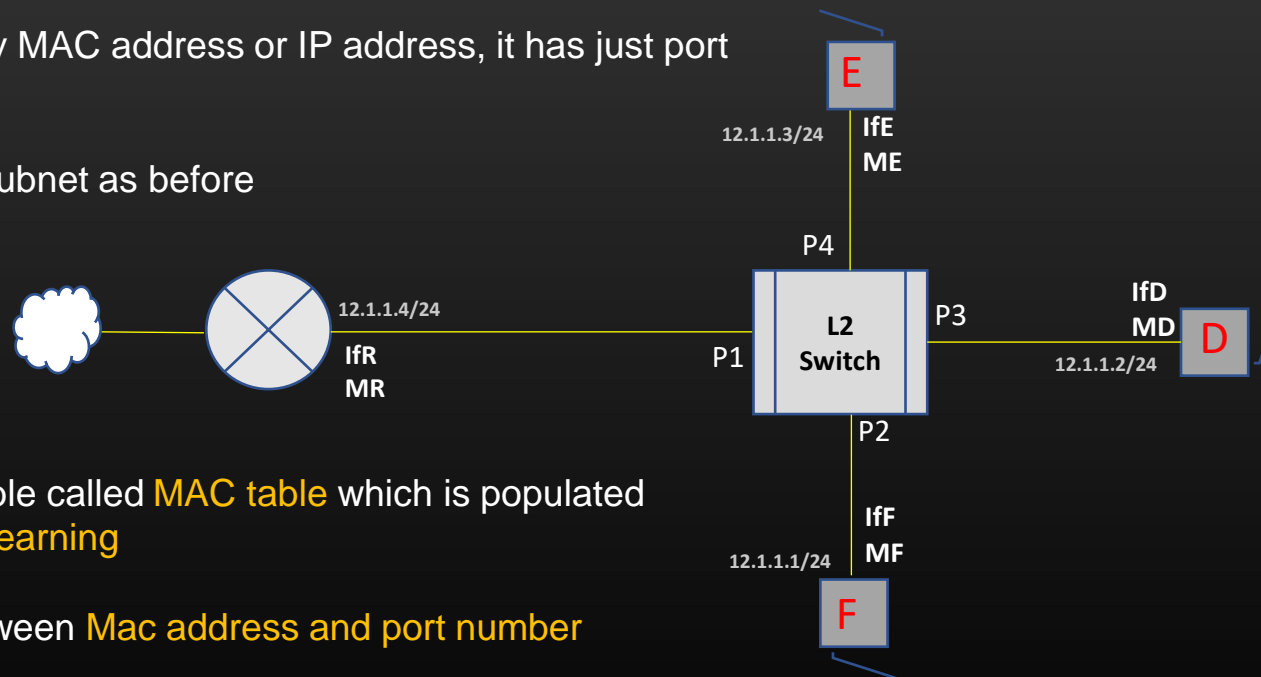 y MAC address or IP address, it has just port
E
12.1.1.3/24
IfE
ME
ubnet as before
P4
12.1.1.4/24
IfR
MR
P1
L2
Switch
P3
IfD
MD
D
12.1.1.2/24
P2
ble called MAC table which is populated
earning
IfF
MF
12.1.1.1/24
ween Mac address and port number
F